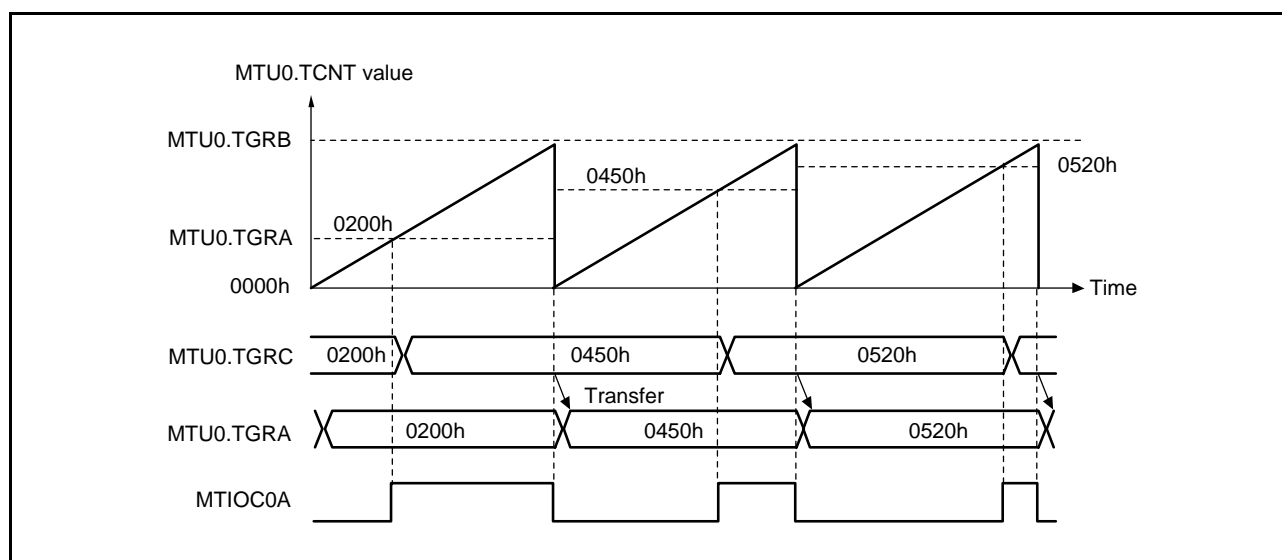 MTU0.TCNT value
MTU0.TGRB
0520h
0450h
0200h
MTU0.TGRA
0000h
Time
MTU0.TGRC 0200h 0450h 0520h
Transfer
MTU0.TGRA 0200h 0450h 0520h
MTIOC0A